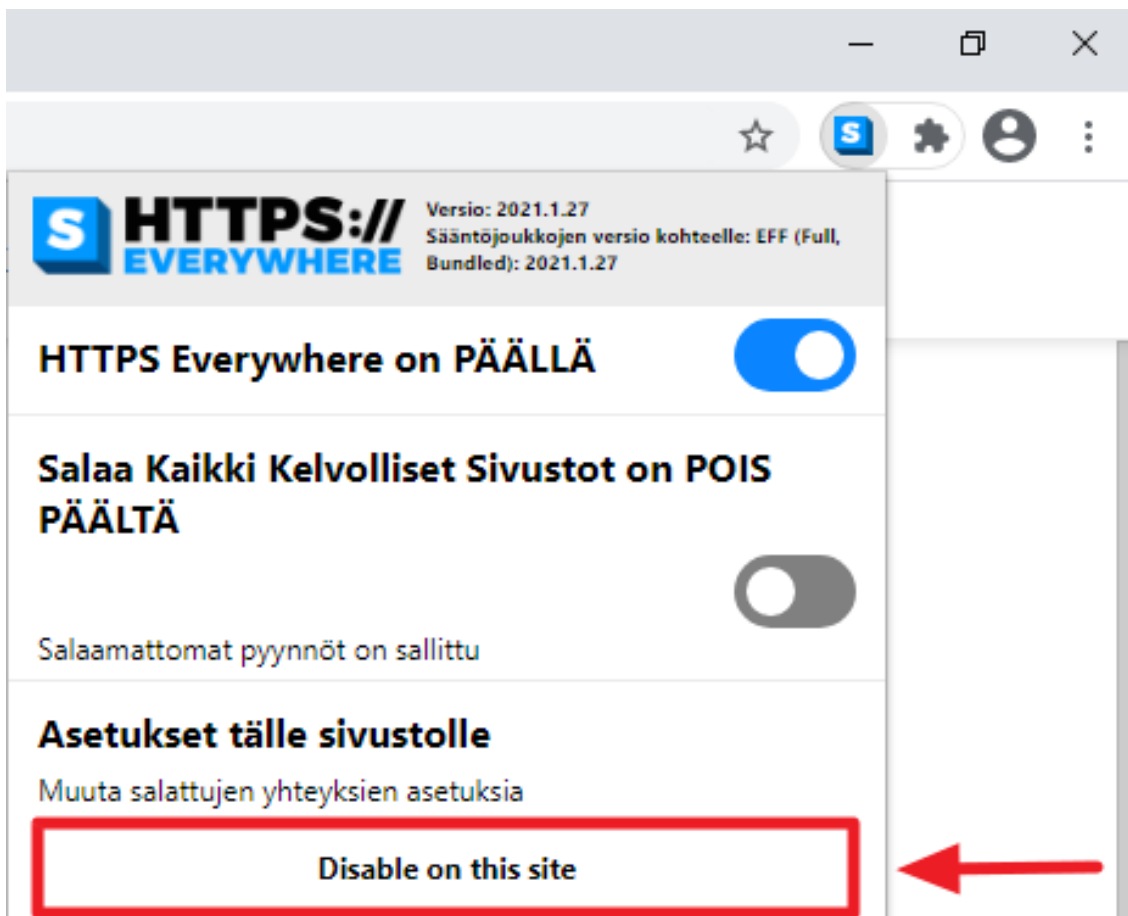 S
S HTTPS://
EVERYWHERE
Versio: 2021.1.27
Sääntöjoukkojen versio kohteelle: EFF (Full,
Bundled): 2021.1.27
HTTPS Everywhere on PÄÄLLÄ
Salaa Kaikki Kelvolliset Sivustot on POIS
PÄÄLTÄ
Salaamattomat pyynnöt on sallittu
Asetukset tälle sivustolle
Muuta salattujen yhteyksien asetuksia
Disable on this site